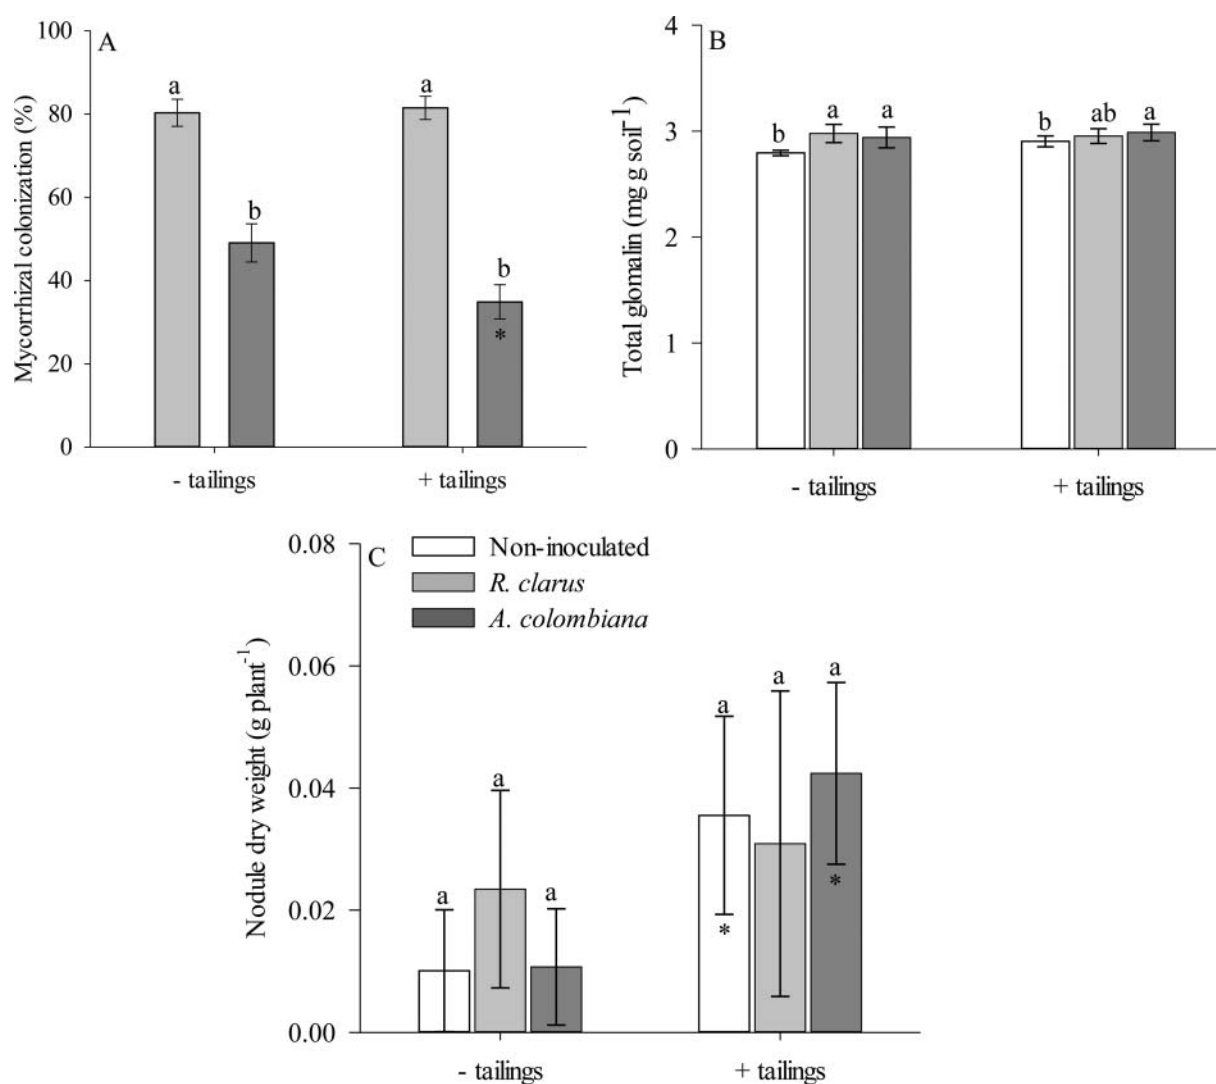 A
Mycorrhizal colonization (%)
100
80
60
40
20
0
a
b
a
b
*
- tailings
+ tailings
B
Total glomalin (mg g soil⁻¹)
4
3
2
1
0
b
a
a
b
ab
a
- tailings
+ tailings
C
Non-inoculated
R. clarus
A. colombiana
Nodule dry weight (g plant⁻¹)
0.08
0.06
0.04
0.02
0.00
a
a
a
a
a
a
*
*
- tailings
+ tailings